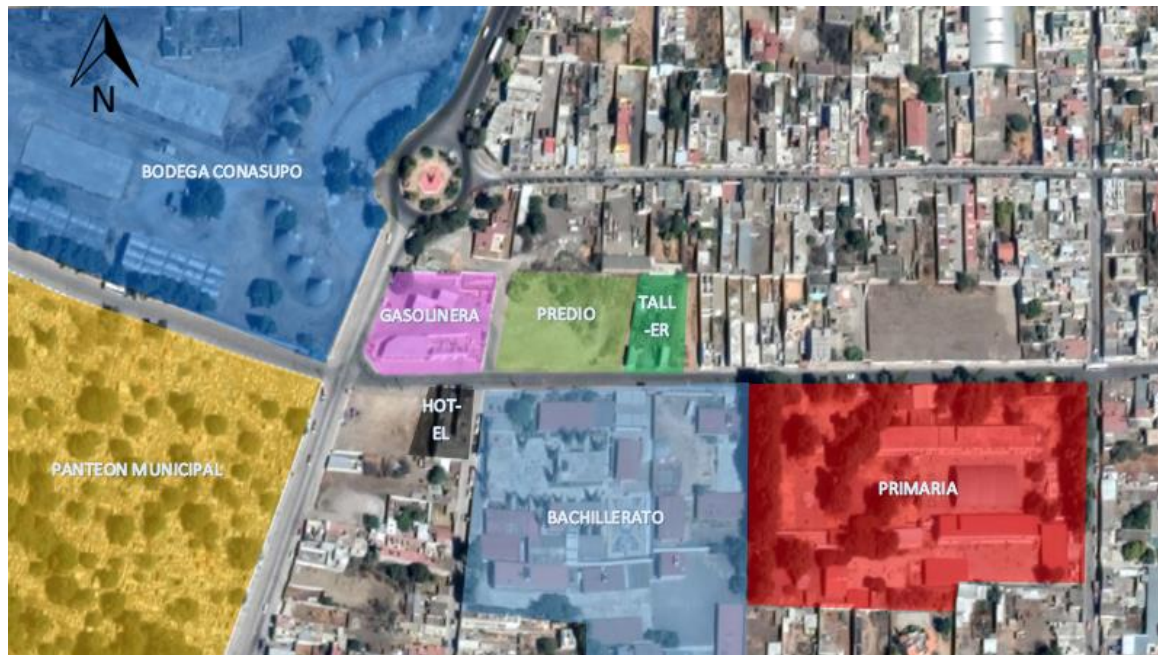 N
BODEGA CONASUPO
GASOLINERA
PREDIO
TALL
-ER
HOT-
EL
PANTEON MUNICIPAL
BACHILLERATO
PRIMARIA